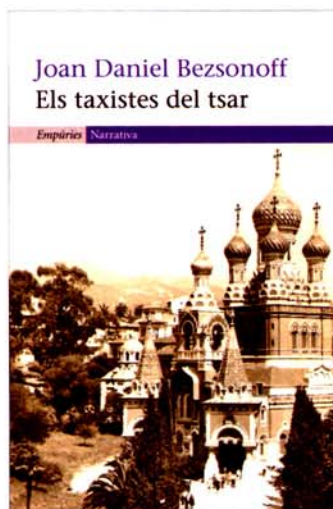 Joan Daniel Bezsonoff
Els taxistes del tsar
Empúries Narrativa